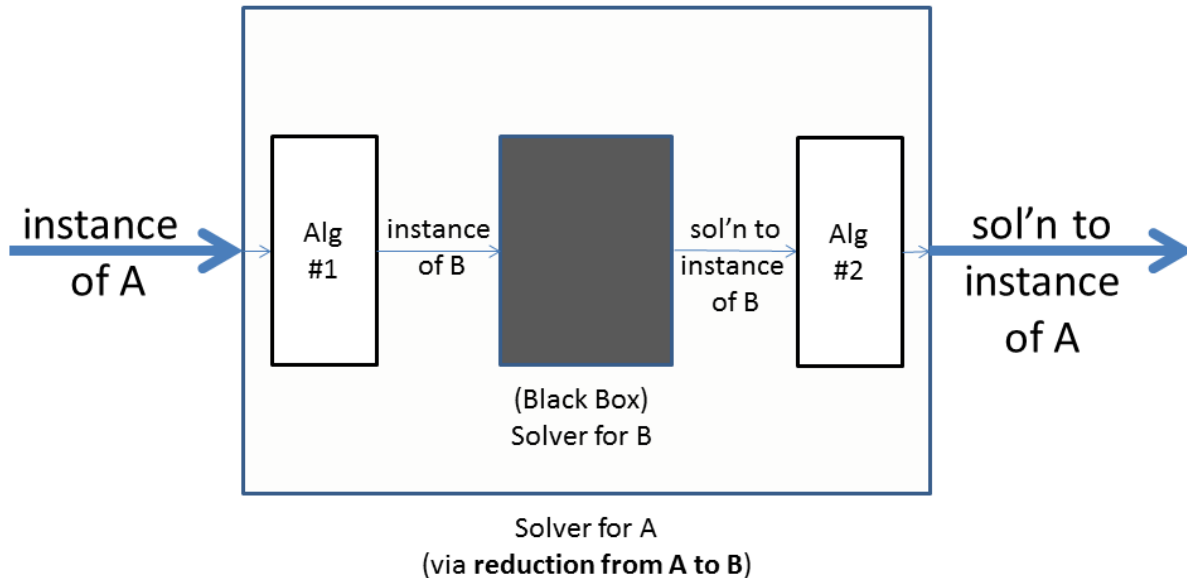 instance
of A
Alg
#1
instance
of B
(Black Box)
Solver for B
sol’n to
instance
of B
Alg
#2
sol’n to
instance
of A
Solver for A
(via reduction from A to B)